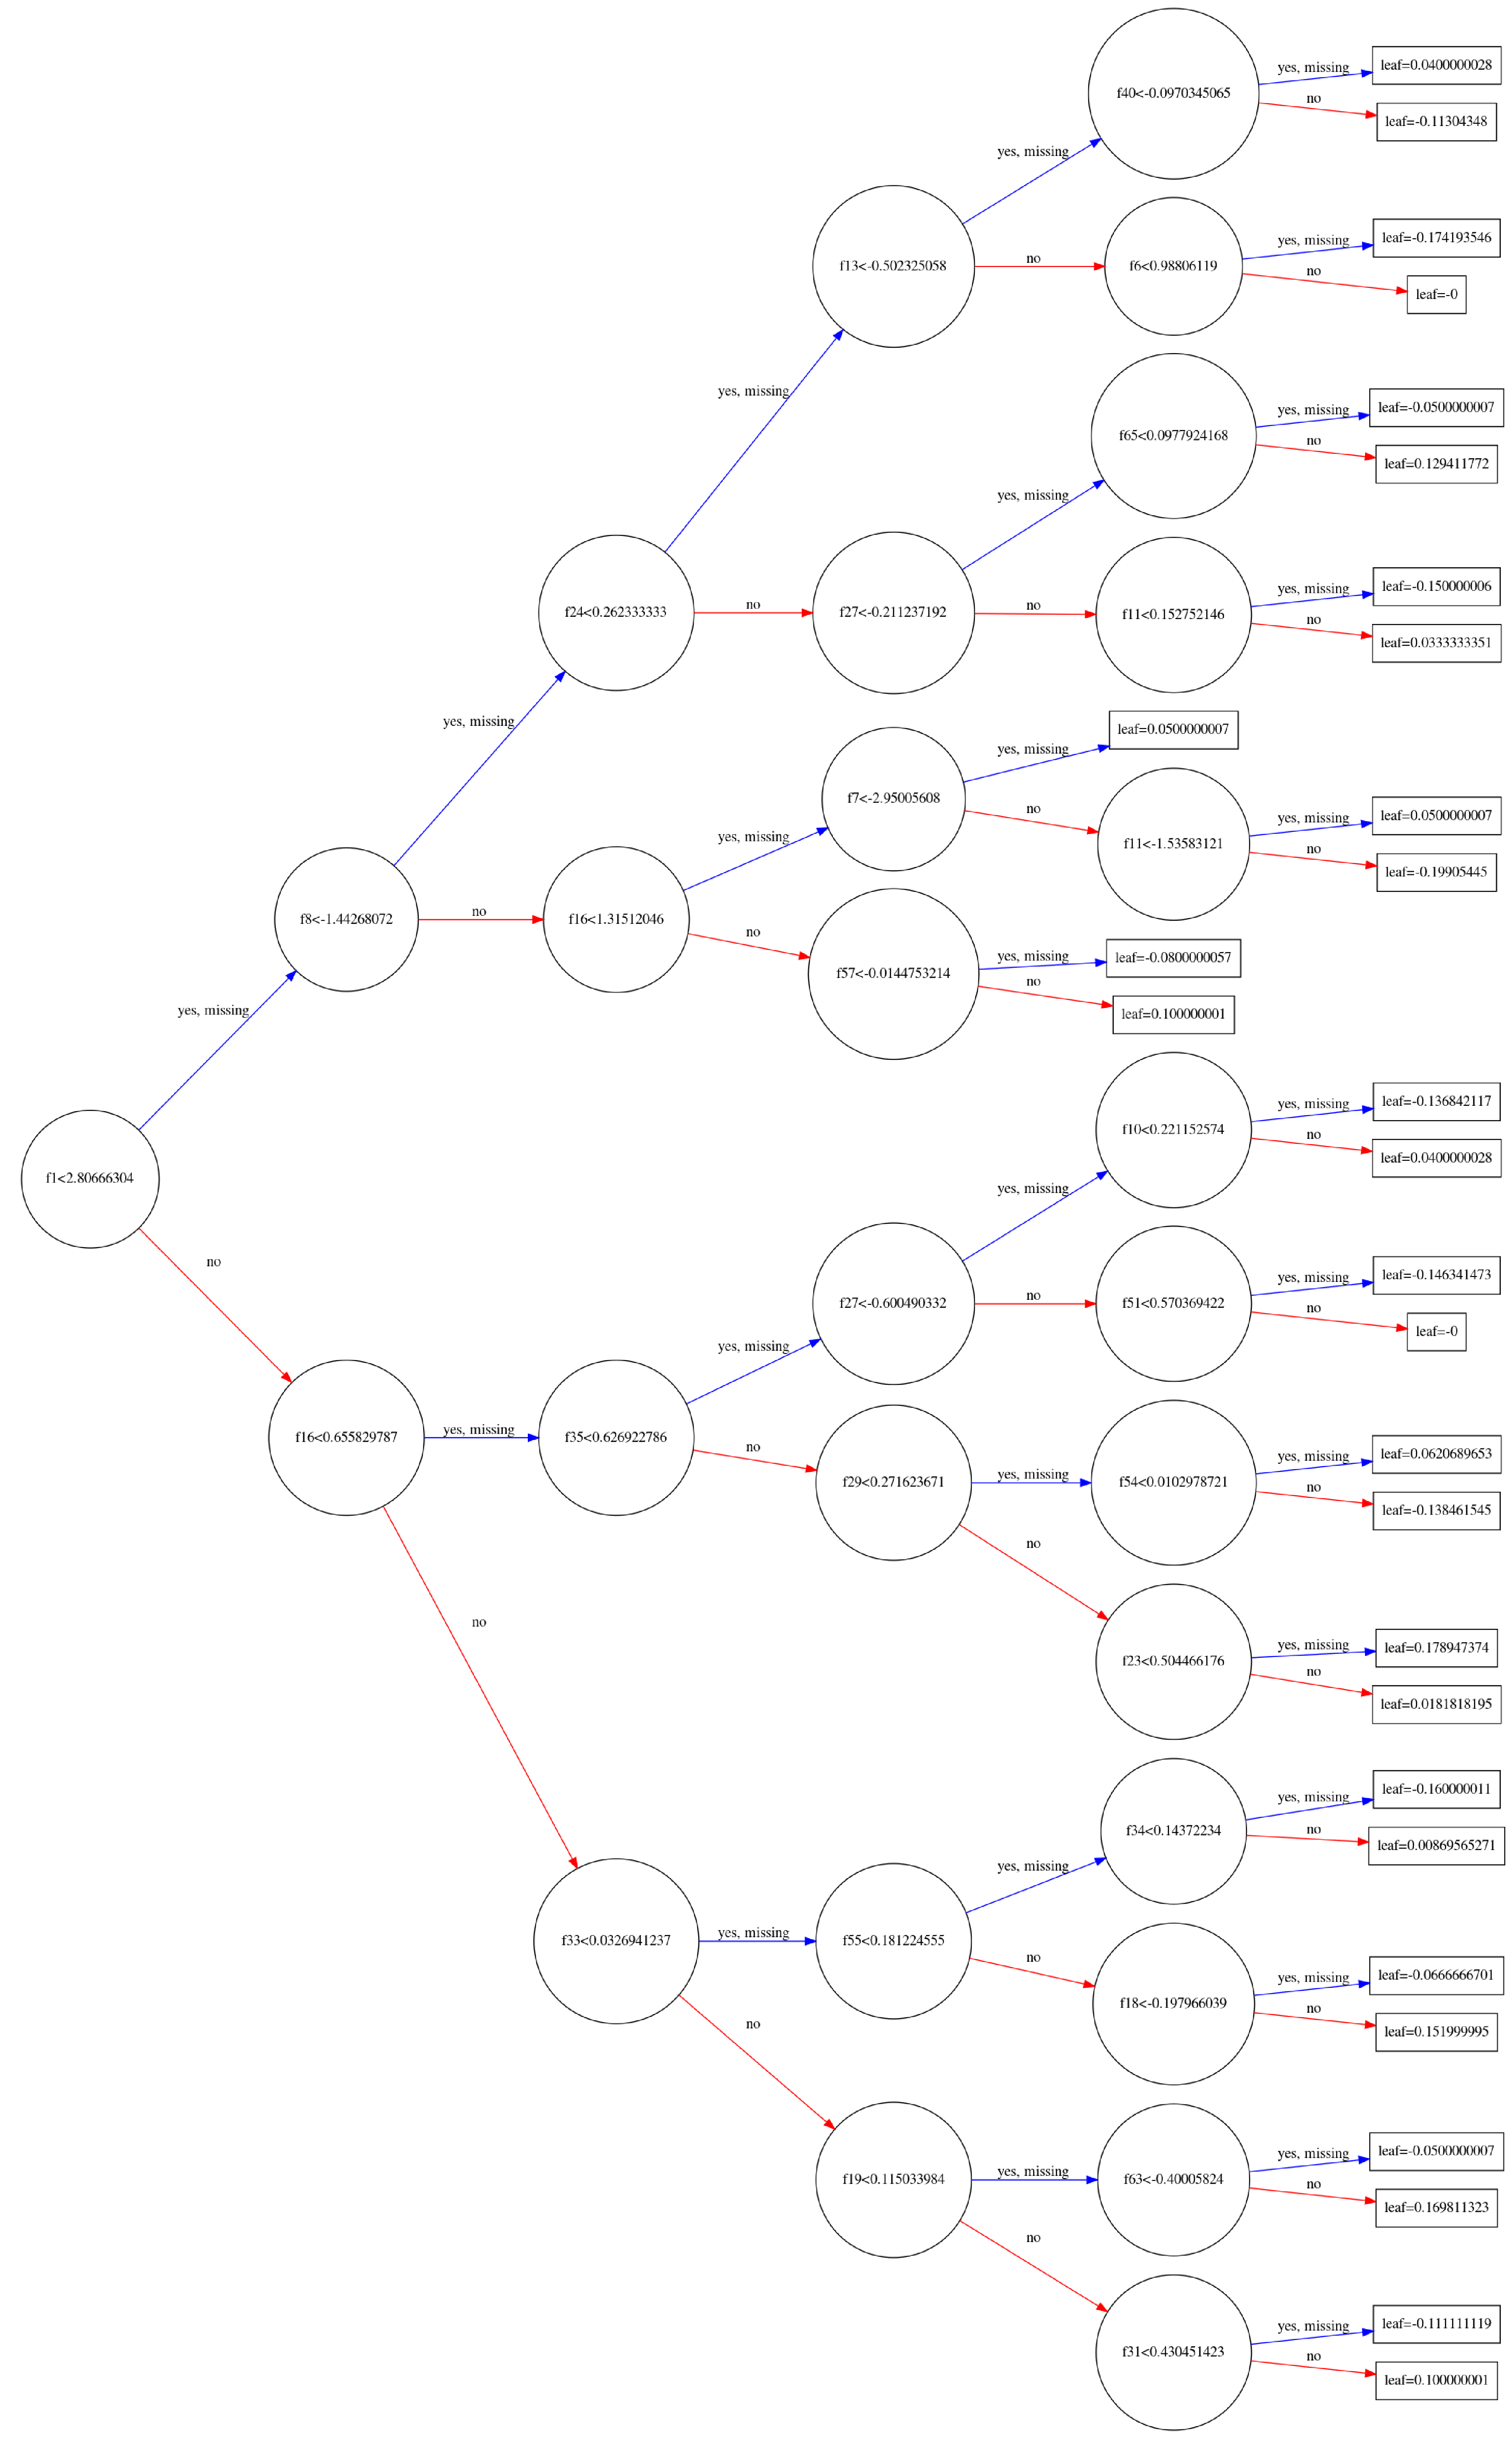 f40<-0.0970345065
yes, missing
leaf=0.0400000028
no
leaf=-0.11304348
yes, missing
f13<-0.502325058
no
f6<0.98806119
yes, missing
leaf=-0.174193546
no
leaf=-0
yes, missing
f65<0.0977924168
yes, missing
leaf=-0.0500000007
no
leaf=0.129411772
yes, missing
f24<0.262333333
no
f27<-0.211237192
no
f11<0.152752146
yes, missing
leaf=-0.150000006
no
leaf=0.0333333351
yes, missing
f7<-2.95005608
yes, missing
leaf=0.0500000007
no
f11<-1.53583121
yes, missing
leaf=0.0500000007
no
leaf=-0.19905445
yes, missing
f8<-1.44268072
no
f16<1.31512046
no
f57<-0.0144753214
yes, missing
leaf=-0.0800000057
no
leaf=0.100000001
yes, missing
f10<0.221152574
yes, missing
leaf=-0.136842117
no
leaf=0.0400000028
f1<2.80666304
no
yes, missing
f27<-0.600490332
no
f51<0.570369422
yes, missing
leaf=-0.146341473
no
leaf=-0
yes, missing
f16<0.655829787
yes, missing
f35<0.626922786
no
f29<0.271623671
yes, missing
f54<0.0102978721
yes, missing
leaf=0.0620689653
no
leaf=-0.138461545
no
f23<0.504466176
yes, missing
leaf=0.178947374
no
leaf=0.0181818195
no
f34<0.14372234
yes, missing
leaf=-0.160000011
no
leaf=0.00869565271
yes, missing
f33<0.0326941237
yes, missing
f55<0.181224555
no
f18<-0.197966039
yes, missing
leaf=-0.0666666701
no
leaf=0.151999995
no
f19<0.115033984
yes, missing
f63<-0.40005824
yes, missing
leaf=-0.0500000007
no
leaf=0.169811323
no
f31<0.430451423
yes, missing
leaf=-0.111111119
no
leaf=0.100000001